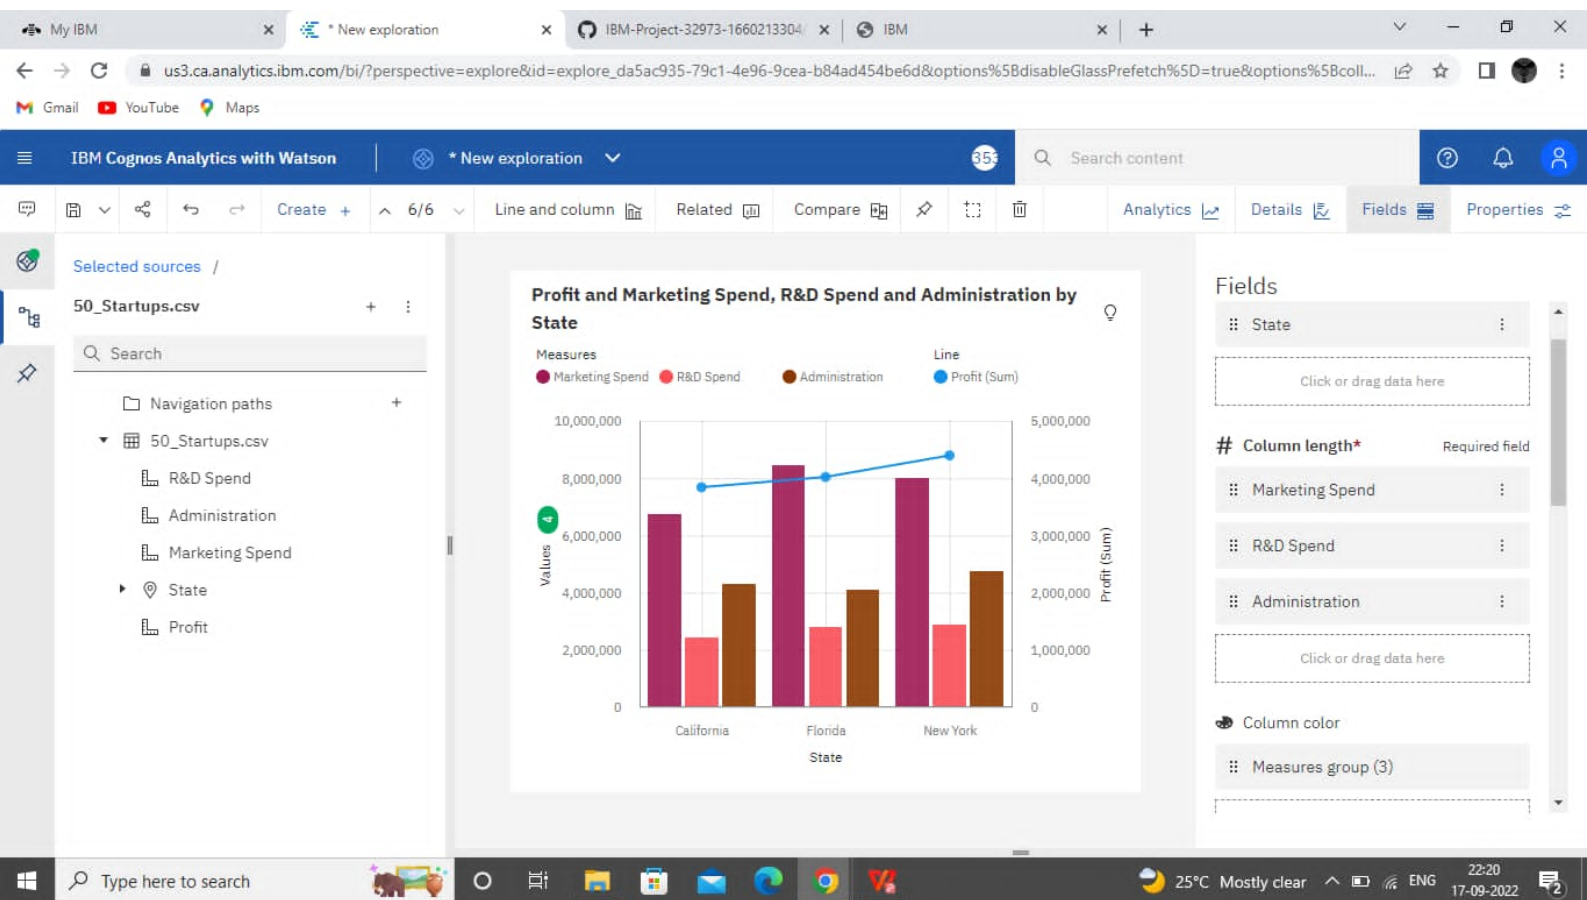 My IBM
* New exploration
IBM-Project-32973-1660213304/
IBM
us3.ca.analytics.ibm.com/bi/?perspective=explore&id=explore_da5ac935-79c1-4e96-9cea-b84ad454be6d&options%5BdisableGlassPrefetch%5D=true&options%5Bcoll...
Gmail YouTube Maps
IBM Cognos Analytics with Watson
* New exploration
353
Search content
Create +
6/6
Line and column
Related
Compare
Analytics
Details
Fields
Properties
Selected sources /
50_Startups.csv
Search
Navigation paths
50_Startups.csv
R&D Spend
Administration
Marketing Spend
State
Profit
Profit and Marketing Spend, R&D Spend and Administration by
State
Measures
Marketing Spend R&D Spend Administration
Line
Profit (Sum)
10,000,000
8,000,000
6,000,000
4,000,000
2,000,000
0
Values
4
5,000,000
4,000,000
3,000,000
2,000,000
1,000,000
0
Profit (Sum)
California Florida New York
State
Fields
State
Click or drag data here
# Column length* Required field
Marketing Spend
R&D Spend
Administration
Click or drag data here
Column color
Measures group (3)
Type here to search
25°C Mostly clear
ENG
22:20
17-09-2022
2